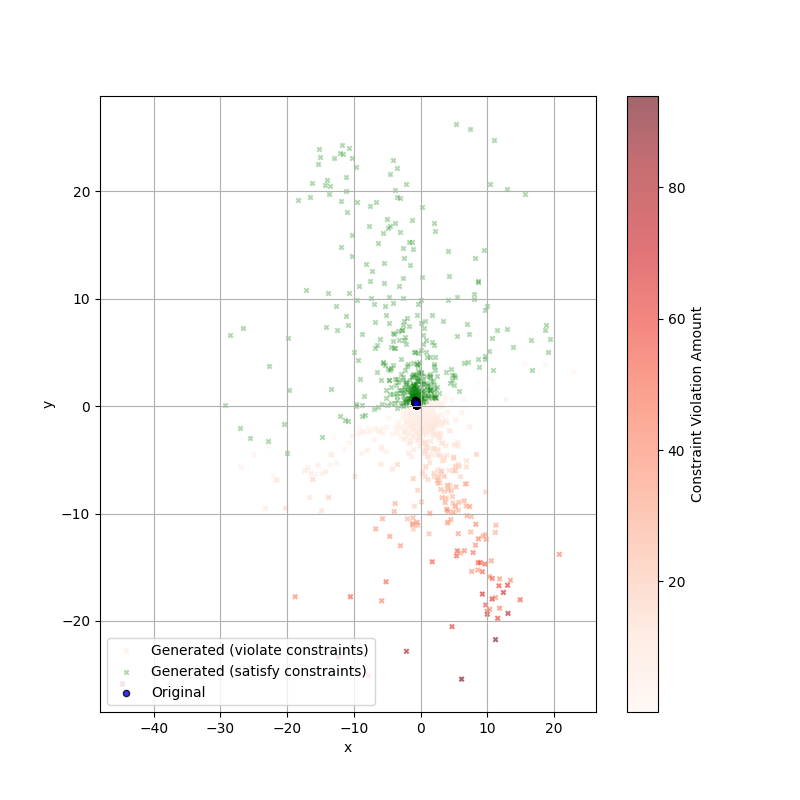 20
10
0
−10
−20
y
−40
−30
−20
−10
0
10
20
x
Generated (violate constraints)
Generated (satisfy constraints)
Original
80
60
40
20
Constraint Violation Amount